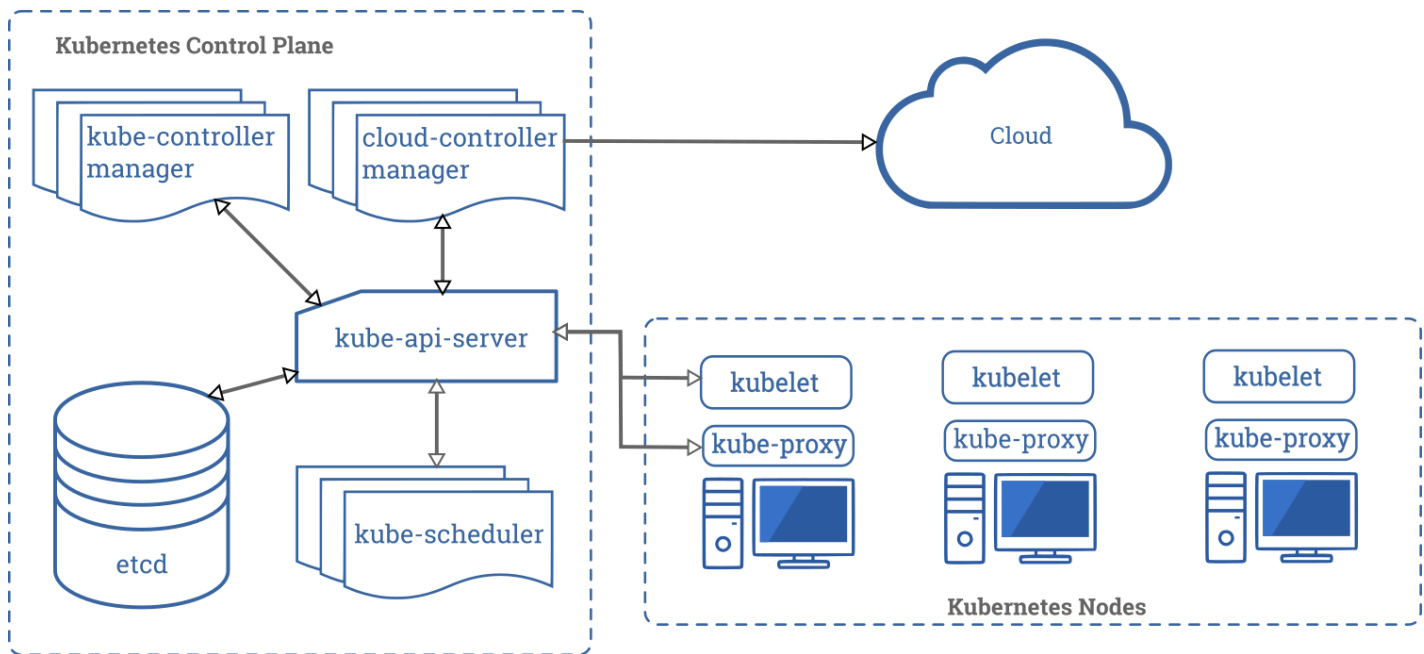 Kubernetes Control Plane
kube-controller
manager
cloud-controller
manager
Cloud
kube-api-server
etcd
kube-scheduler
kubelet
kube-proxy
kubelet
kube-proxy
kubelet
kube-proxy
Kubernetes Nodes